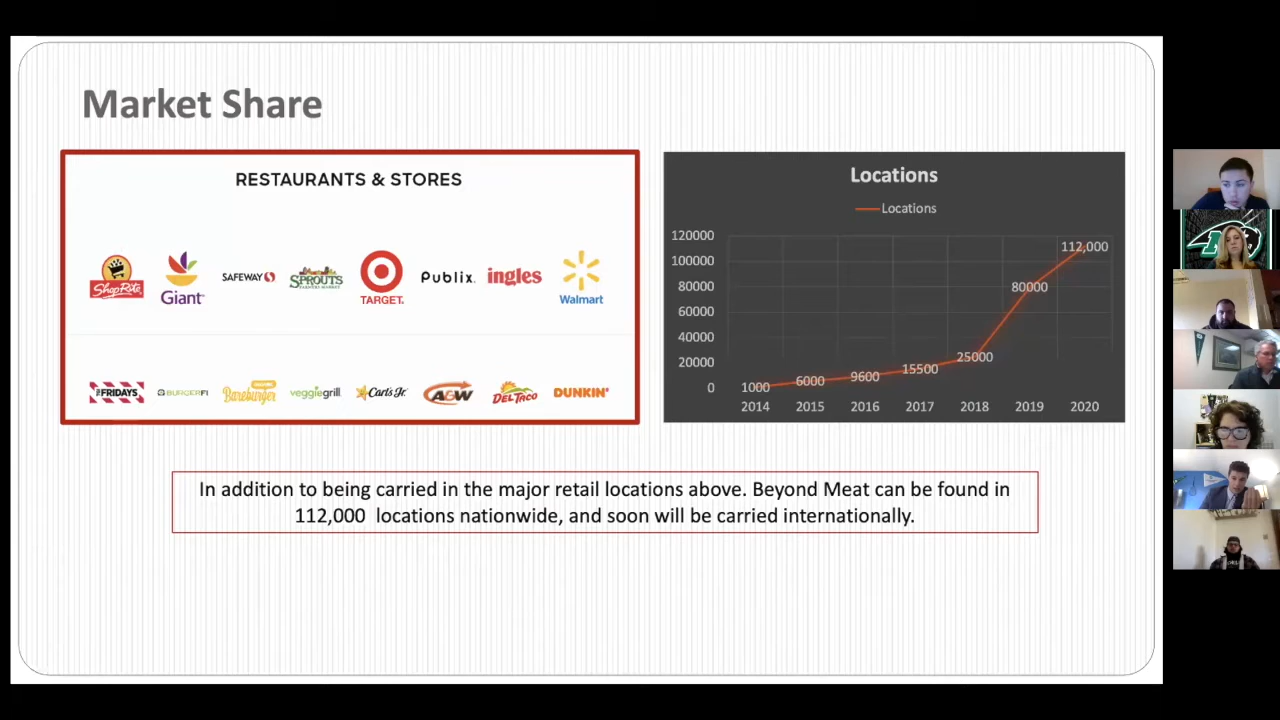 Market Share
RESTAURANTS & STORES
ShopRite
Giant
SAFEWAY
SPROUTS
FARMERS MARKET
TARGET.
Publix.
ingles
Walmart
FRIDAYS
BURGERFI
Bareburger
veggiegrill
Carl's Jr.
A&W
DEL TACO
DUNKIN'
Locations
Locations
120000
100000
80000
60000
40000
20000
0
1000
6000
9600
15500
25000
80000
112,000
2014 2015 2016 2017 2018 2019 2020
In addition to being carried in the major retail locations above. Beyond Meat can be found in
112,000 locations nationwide, and soon will be carried internationally.